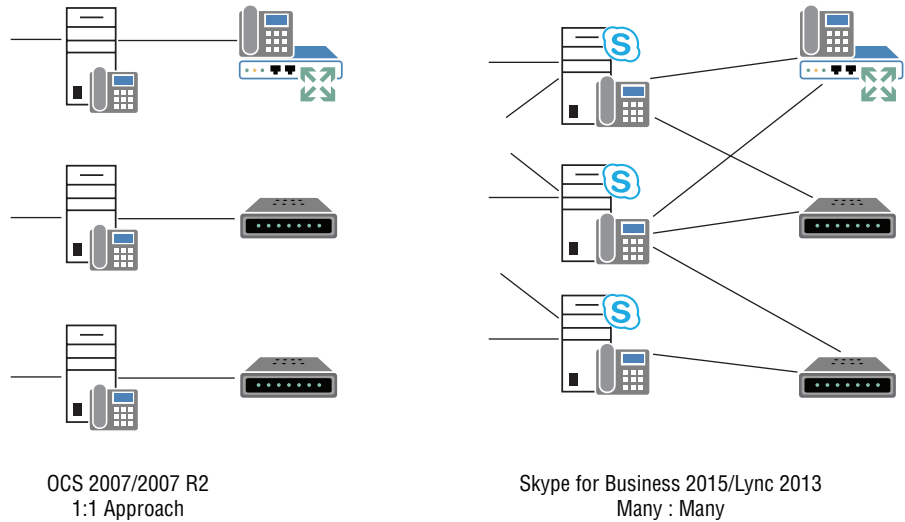 S
S
S
OCS 2007/2007 R2
1:1 Approach
Skype for Business 2015/Lync 2013
Many : Many